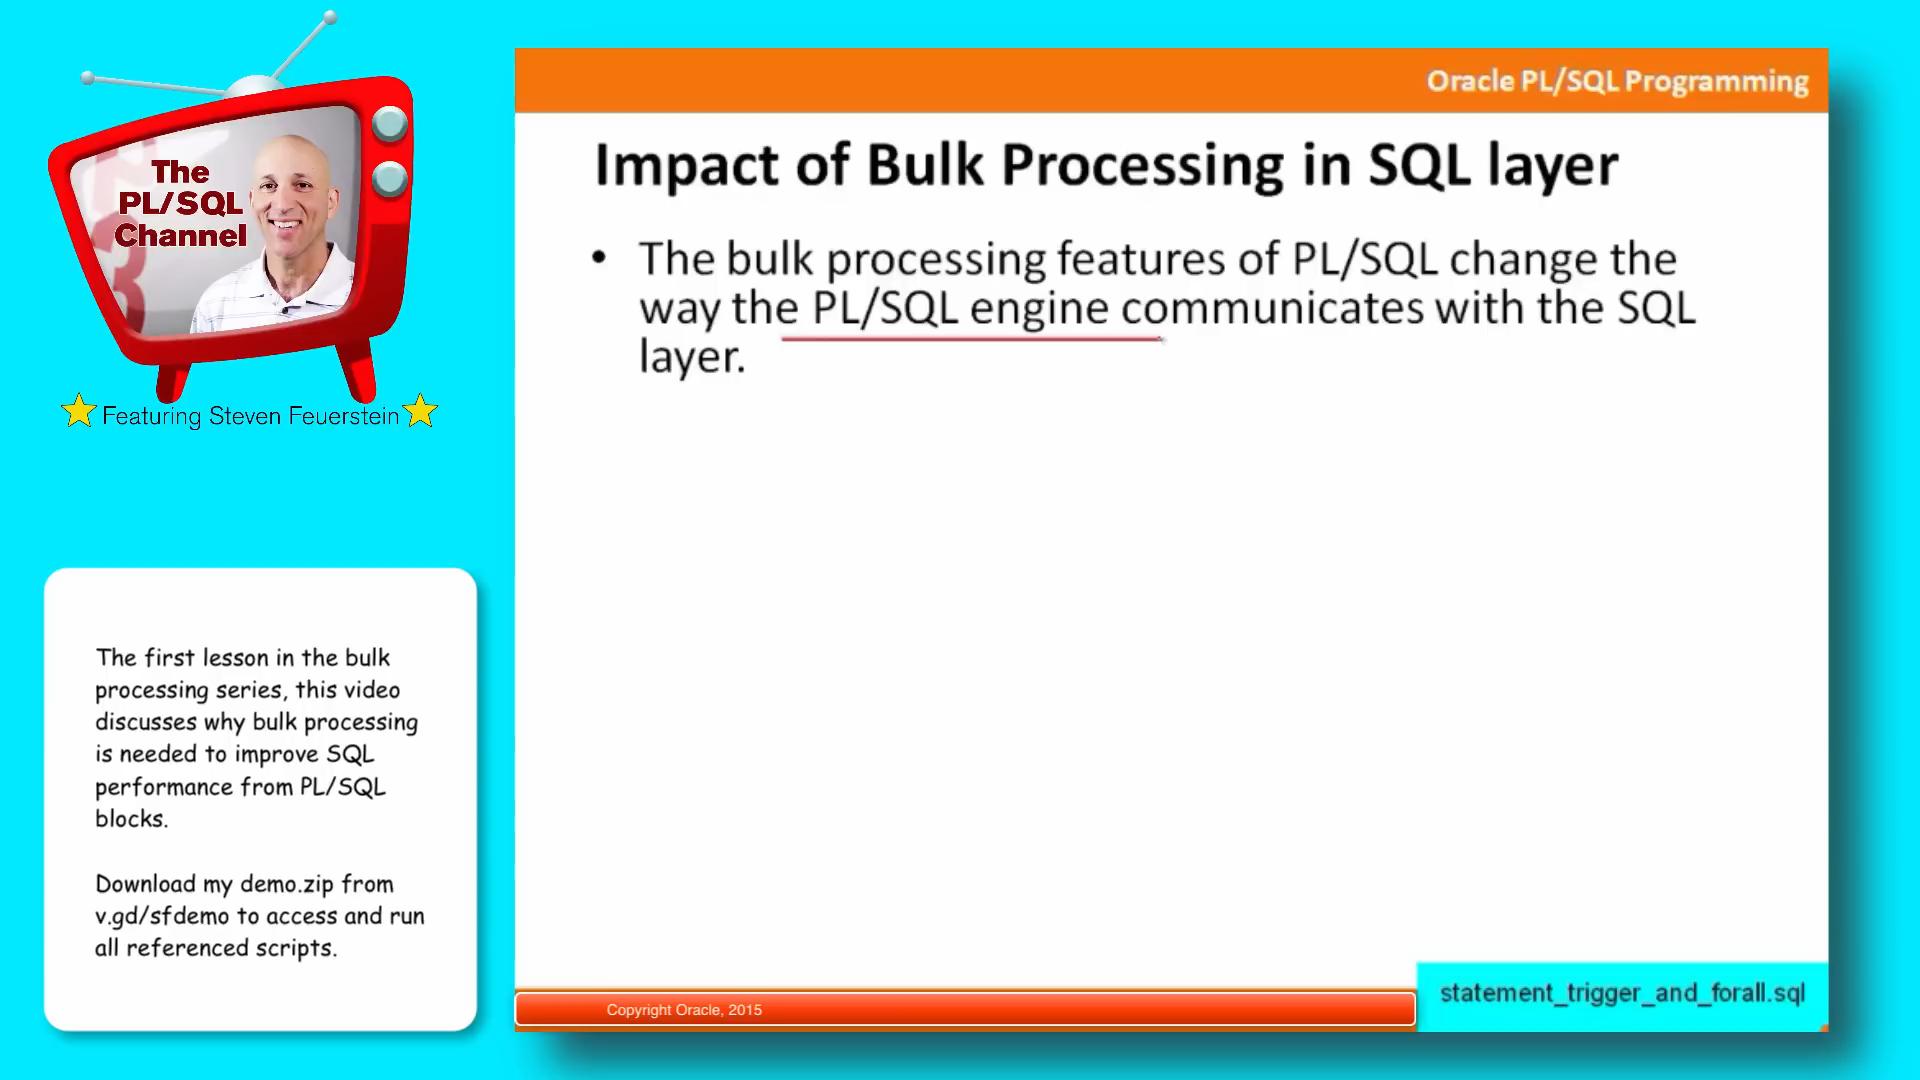 The
PL/SQL
Channel
Featuring Steven Feuerstein
The first lesson in the bulk
processing series, this video
discusses why bulk processing
is needed to improve SQL
performance from PL/SQL
blocks.
Download my demo.zip from
v.gd/sfdemo to access and run
all referenced scripts.
Oracle PL/SQL Programming
Impact of Bulk Processing in SQL layer
• The bulk processing features of PL/SQL change the
way the PL/SQL engine communicates with the SQL
layer.
Copyright Oracle, 2015
statement_trigger_and_forall.sql